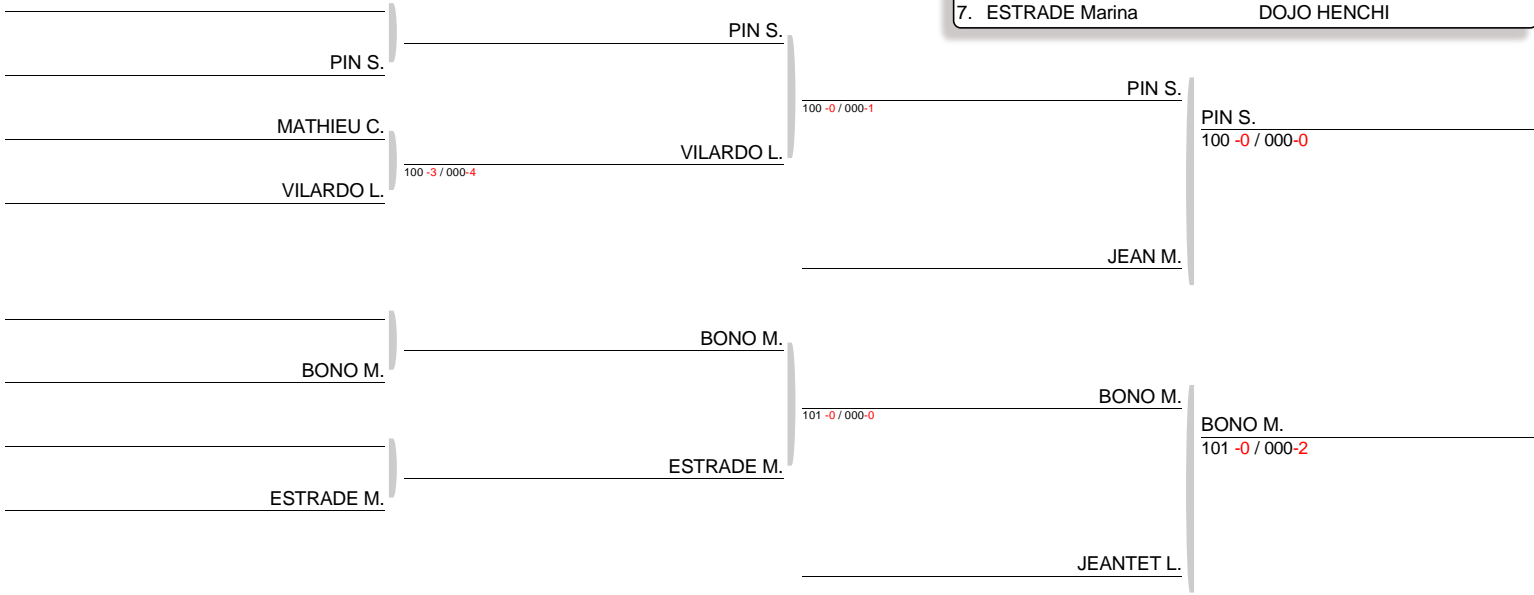 7. ESTRADE Marina DOJO HENCHI
PIN S.
PIN S.
PIN S.
100 -0 / 000-1
PIN S.
100 -0 / 000-0
MATHIEU C.
VILARDO L.
100 -3 / 000-4
VILARDO L.
JEAN M.
BONO M.
BONO M.
BONO M.
101 -0 / 000-0
BONO M.
101 -0 / 000-2
ESTRADE M.
ESTRADE M.
JEANTET L.